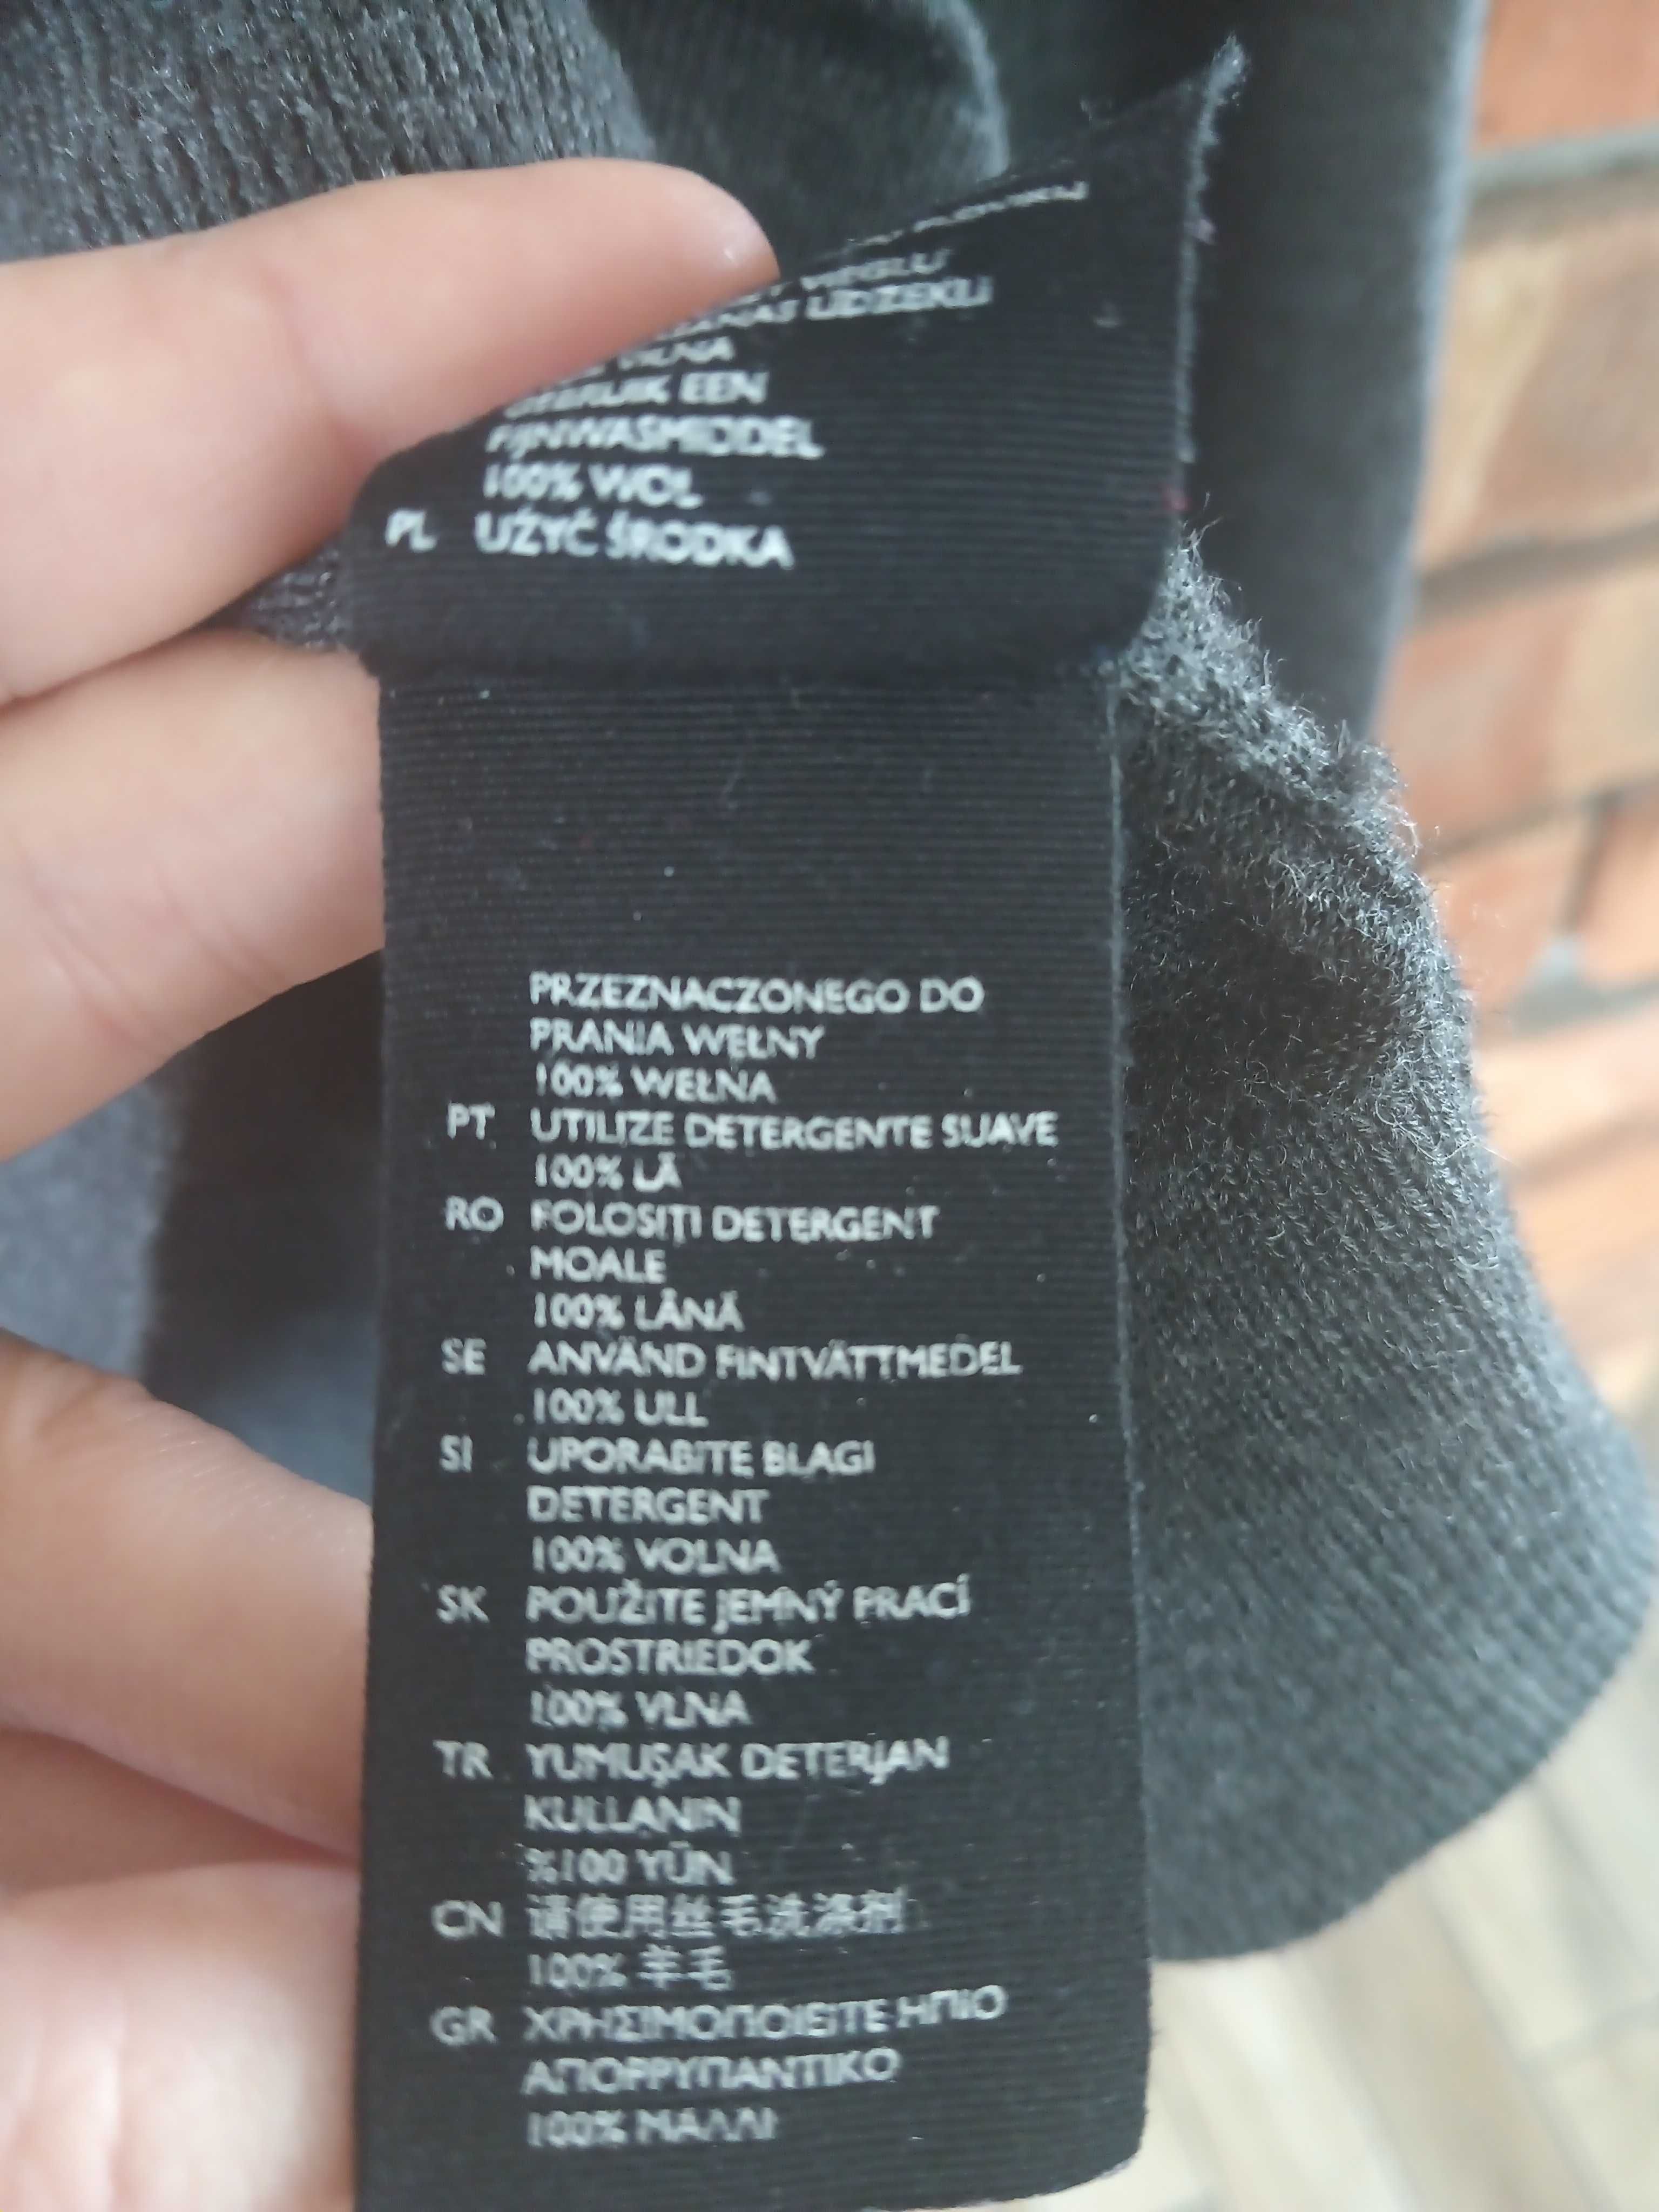 LIDZEKLI
EEN
FIJNWASMIDDEL
100% WOL
PL UŻYĆ ŚRODKA
PRZEZNACZONEGO DO
PRANIA WEŁNY
100% WEŁNA
PT UTILIZE DETERGENTE SUAVE
100% LÃ
RO FOLOSIȚI DETERGENT
MOALE
100% LÂNĂ
SE ANVÄND FINTVÄTTMEDEL
100% ULL
SI UPORABITE BLAGI
DETERGENT
100% VOLNA
SK POUŽITE JEMNÝ PRACÍ
PROSTRIEDOK
100% VLNA
TR YUMUŞAK DETERJAN
KULLANIN
%100 YÜN
CN 请使用丝毛洗涤剂
100% 羊毛
GR ΧΡΗΣΙΜΟΠΟΙΕΙΤΕ ΗΠΙΟ
ΑΠΟΡΡΥΠΑΝΤΙΚΟ
100% ΜΑΛΛΙ